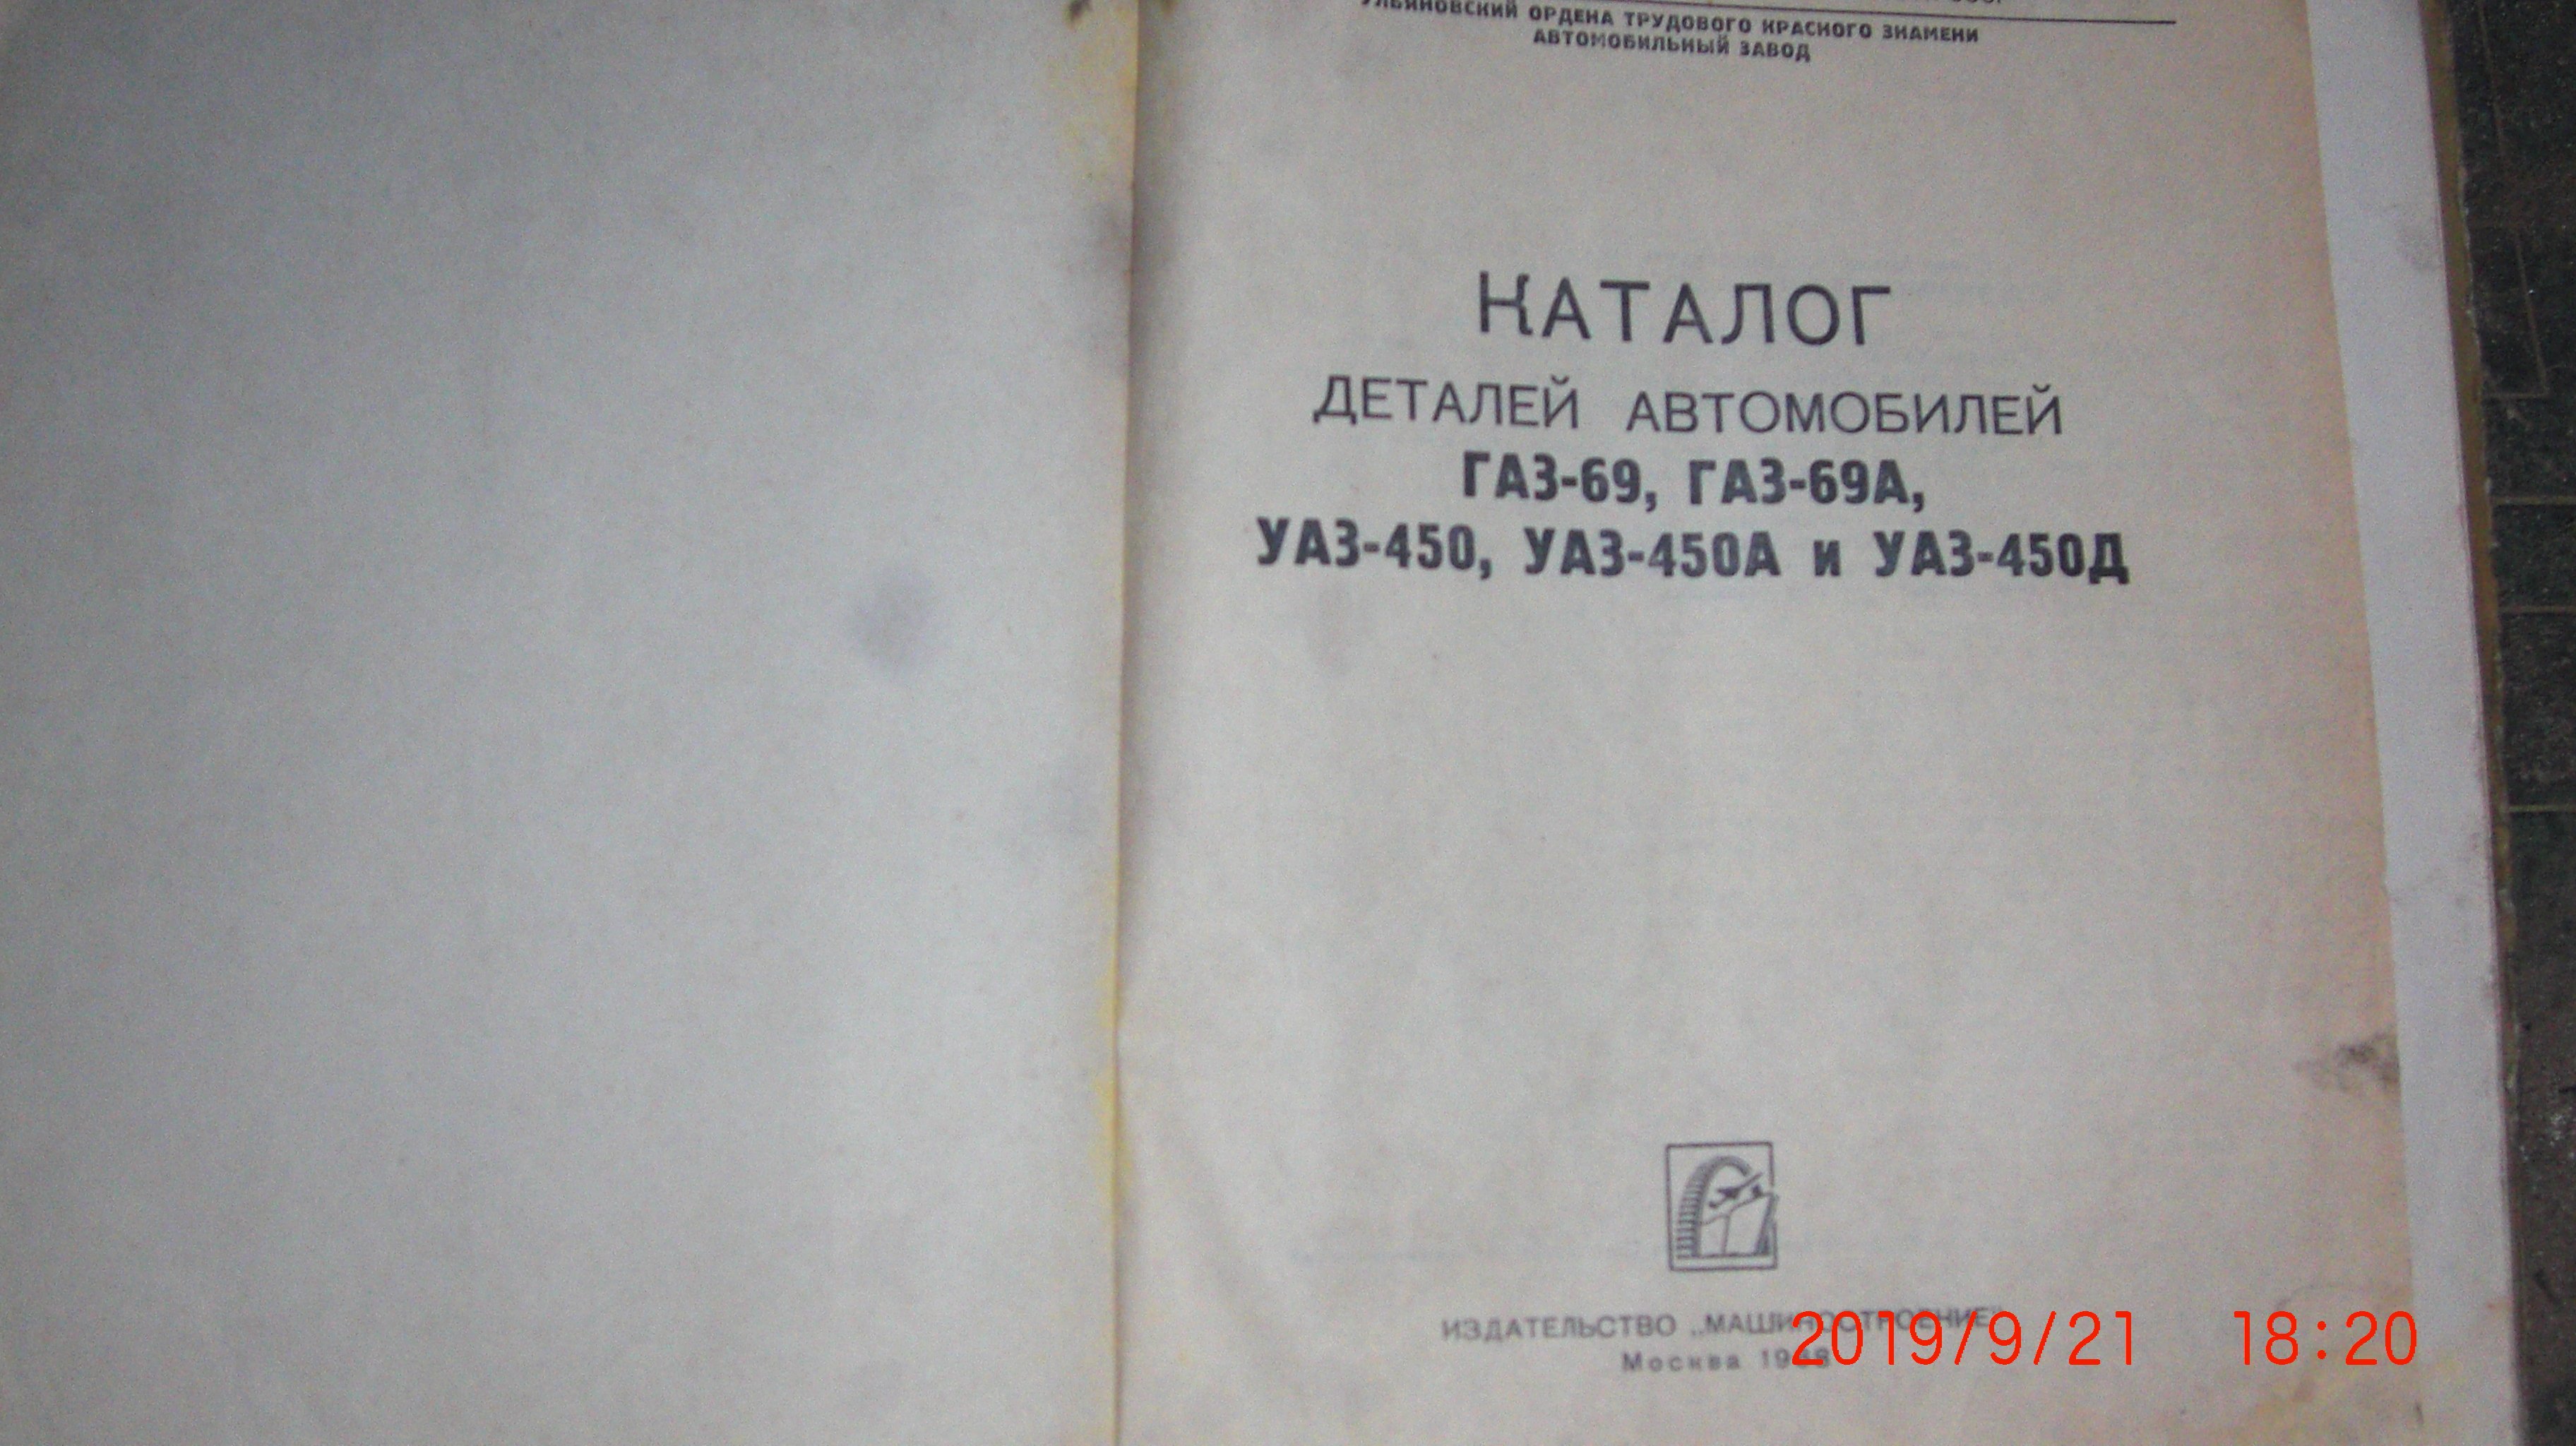 УЛЬЯНОВСКИЙ ОРДЕНА ТРУДОВОГО КРАСНОГО ЗНАМЕНИ
АВТОМОБИЛЬНЫЙ ЗАВОД
КАТАЛОГ
ДЕТАЛЕЙ АВТОМОБИЛЕЙ
ГАЗ-69, ГАЗ-69А,
УАЗ-450, УАЗ-450А и УАЗ-450Д
ИЗДАТЕЛЬСТВО „МАШИНОСТРОЕНИЕ"
Москва
2019/9/21 18:20